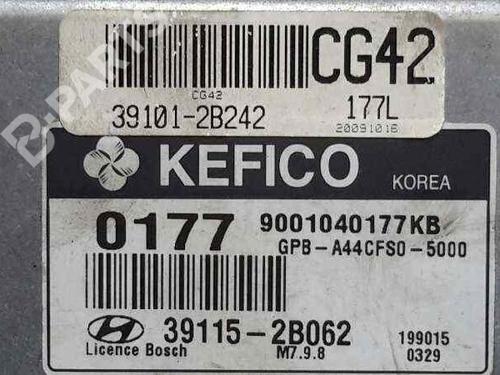 B-PARTS
CG42
CG42
39101-2B242
177L
20091016
KEFICO
KOREA
0177
9001040177KB
GPB-A44CFS0-5000
39115-2B062
199015
Licence Bosch
M7.9.8
0329